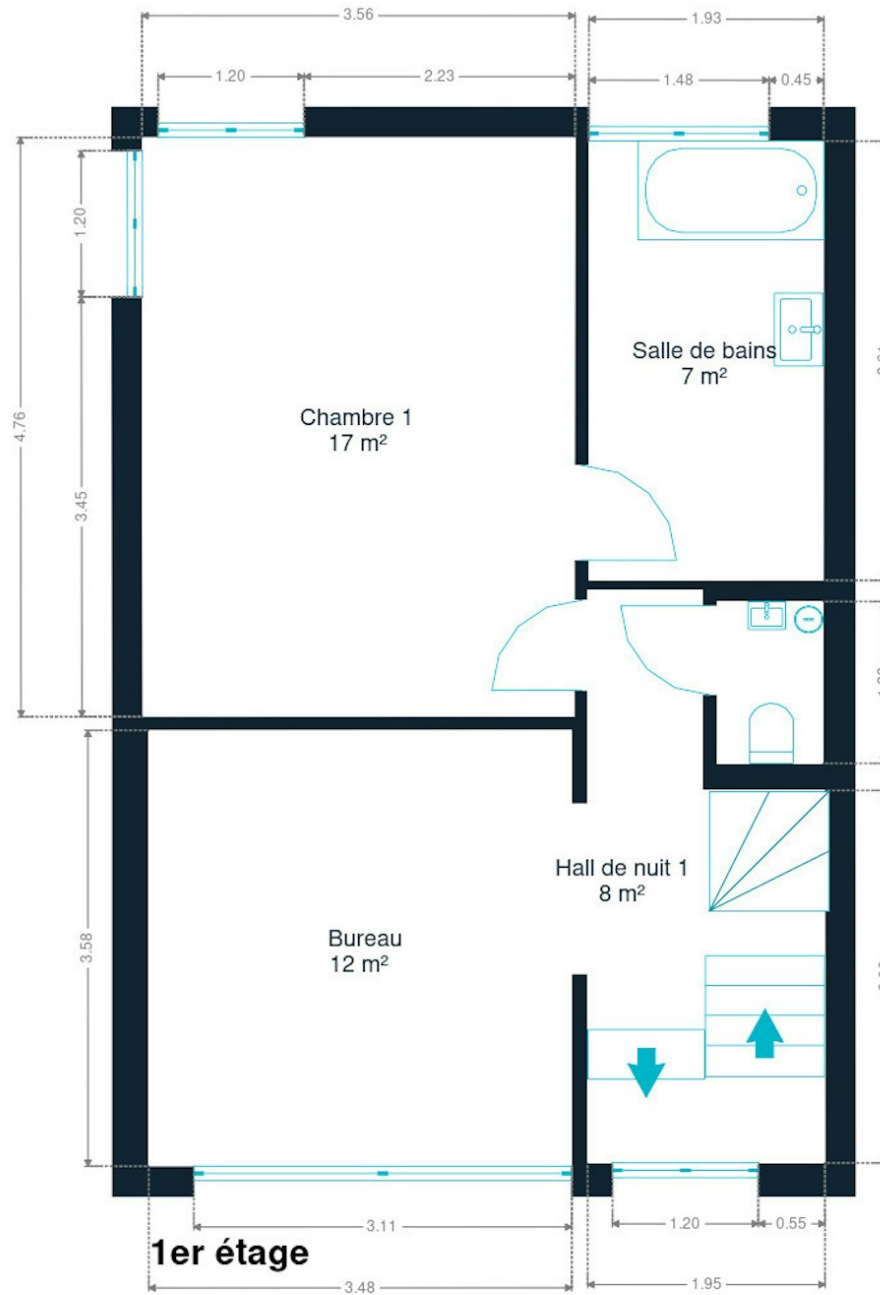 3.56
1.93
1.20
2.23
1.48
0.45
1.20
Salle de bains
7 m²
Chambre 1
17 m²
4.76
3.45
Hall de nuit 1
8 m²
Bureau
12 m²
3.58
3.11
1.20
0.55
1er étage
3.48
1.95